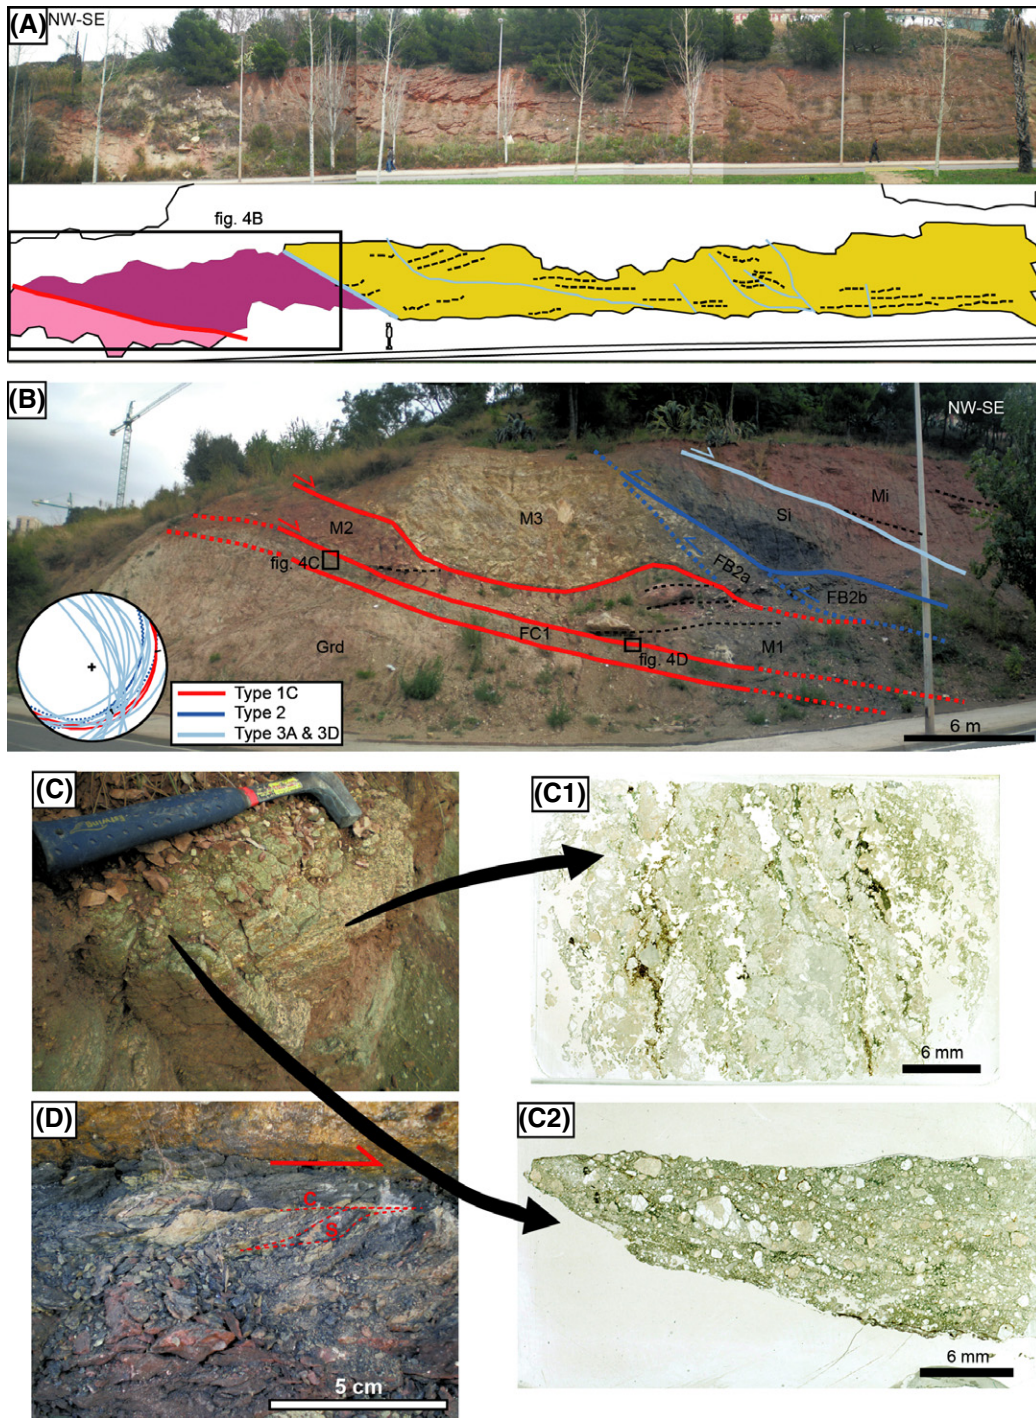 (A)
NW-SE
fig. 4B
(B)
NW-SE
Mi
Si
M2
M3
fig. 4C
FB2a
FB2b
FC1
M1
Grd
fig. 4D
Type 1C
Type 2
Type 3A & 3D
6 m
(C)
Estwing
(C1)
6 mm
(D)
C
S
5 cm
(C2)
6 mm